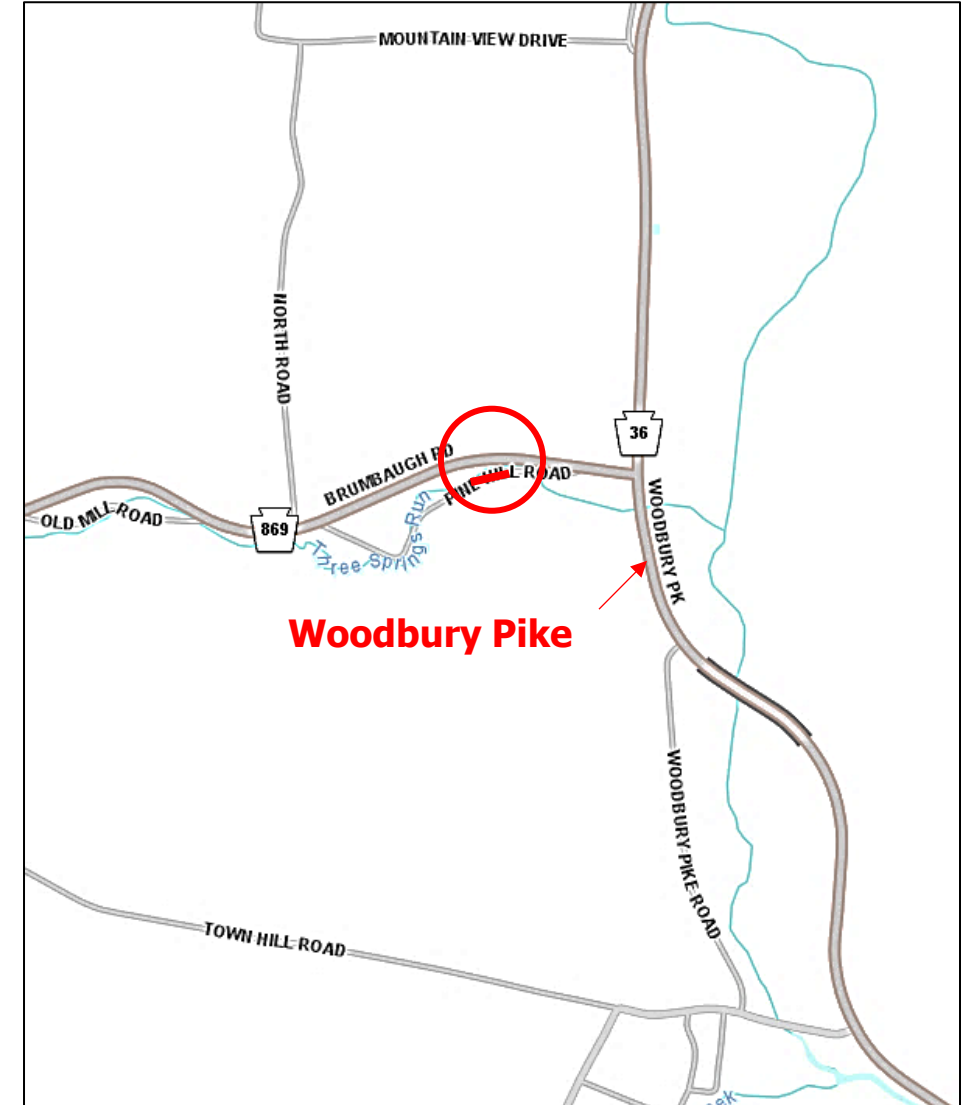 MOUNTAIN VIEW DRIVE
NORTH ROAD
36
BRUMBAUGH RD
PINE HILL ROAD
OLD MILL ROAD
869
Three Springs Run
WOODBURY PK
Woodbury Pike
WOODBURY PIKE ROAD
TOWN HILL ROAD